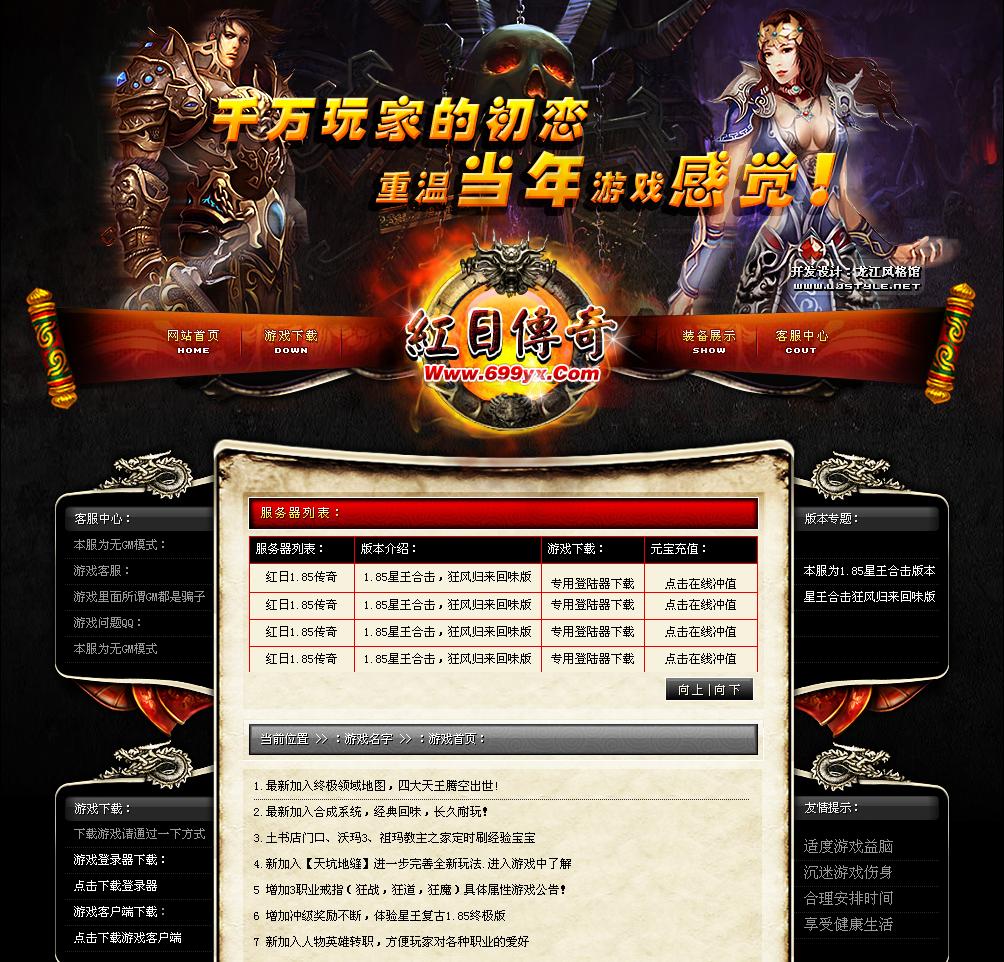 千万玩家的初恋
重温当年游戏感觉！
开发设计：龙江风格馆
www.U8STYLE.NET
网站首页 游戏下载 装备展示 客服中心
HOME DOWN SHOW COUT
紅日傳奇
Www.699yx.Com
客服中心：
本服为无GM模式：
游戏客服：
游戏里面所谓GM都是骗子
游戏问题QQ：
本服为无GM模式
服务器列表：
服务器列表： 版本介绍： 游戏下载： 元宝充值：
红日1.85传奇 1.85星王合击，狂风归来回味版 专用登陆器下载 点击在线冲值
红日1.85传奇 1.85星王合击，狂风归来回味版 专用登陆器下载 点击在线冲值
红日1.85传奇 1.85星王合击，狂风归来回味版 专用登陆器下载 点击在线冲值
红日1.85传奇 1.85星王合击，狂风归来回味版 专用登陆器下载 点击在线冲值
向上|向下
版本专题：
本服为1.85星王合击版本
星王合击狂风归来回味版
当前位置 >> ：游戏名字 >> ：游戏首页：
1.最新加入终极领域地图，四大天王腾空出世!
2.最新加入合成系统，经典回味，长久耐玩!
3.土书店门口、沃玛3、祖玛教主之家定时刷经验宝宝
4.新加入【天坑地缝】进一步完善全新玩法.进入游戏中了解
5 增加3职业戒指(狂战，狂道，狂魔)具体属性游戏公告!
6 增加冲级奖励不断，体验星王复古1.85终极版
7 新加入人物英雄转职，方便玩家对各种职业的爱好
游戏下载：
下载游戏请通过一下方式
游戏登录器下载：
点击下载登录器
游戏客户端下载：
点击下载游戏客户端
友情提示：
适度游戏益脑
沉迷游戏伤身
合理安排时间
享受健康生活